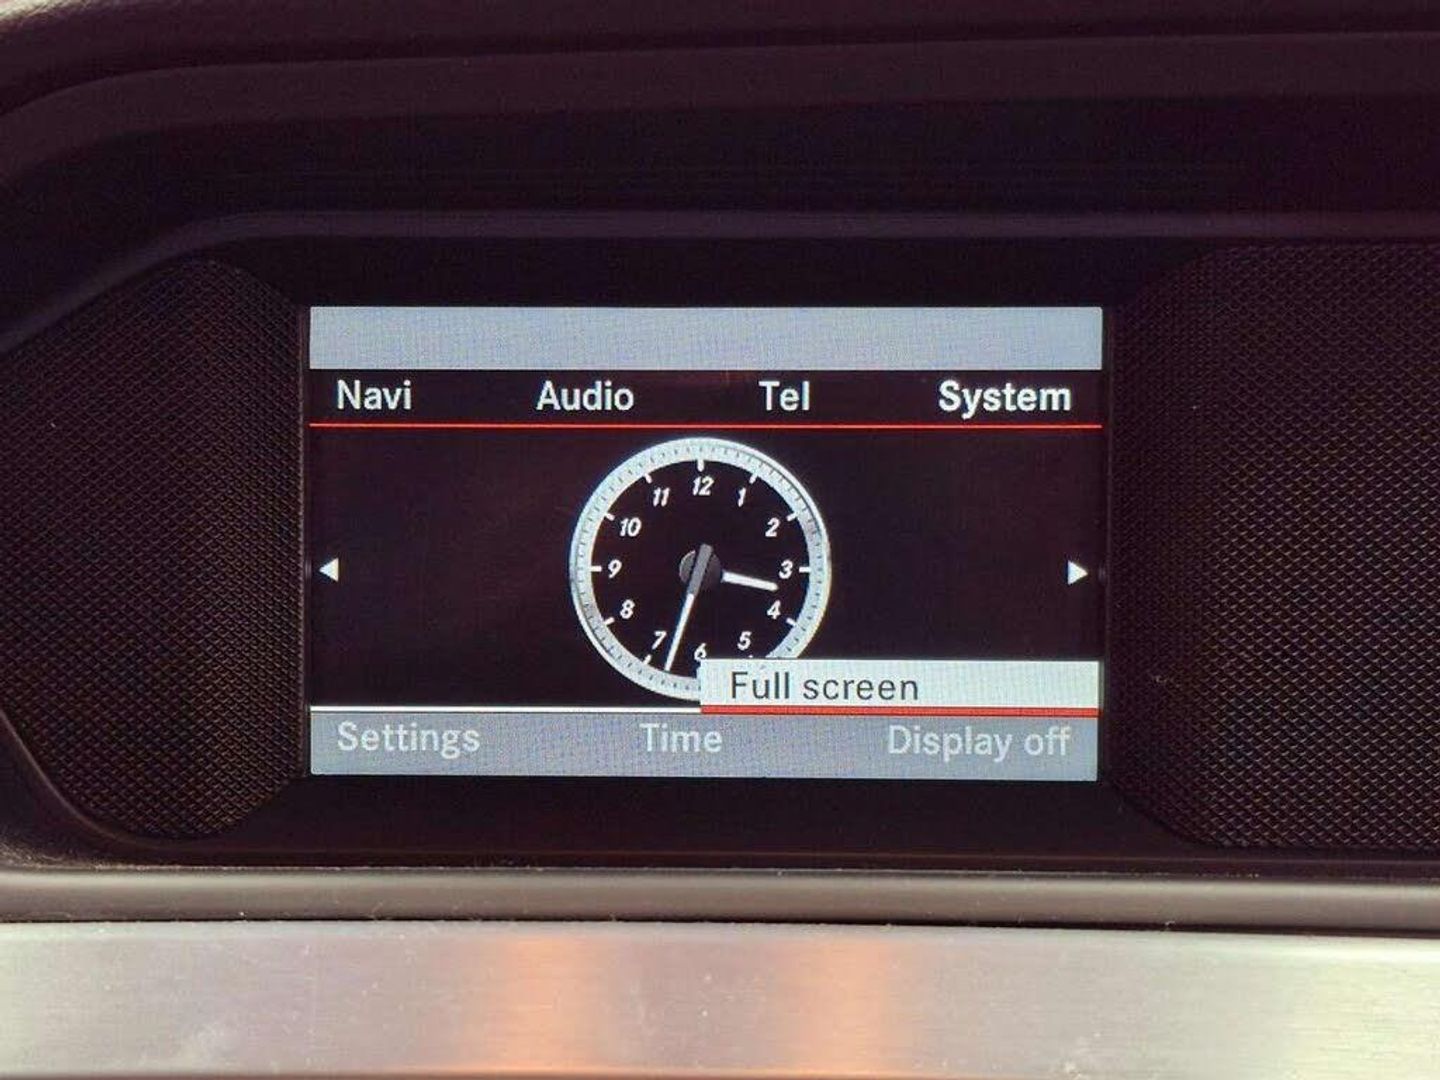 Navi Audio Tel System
12
11 1
10 2
9 3
8 4
7 5
6
Full screen
Settings Time Display off